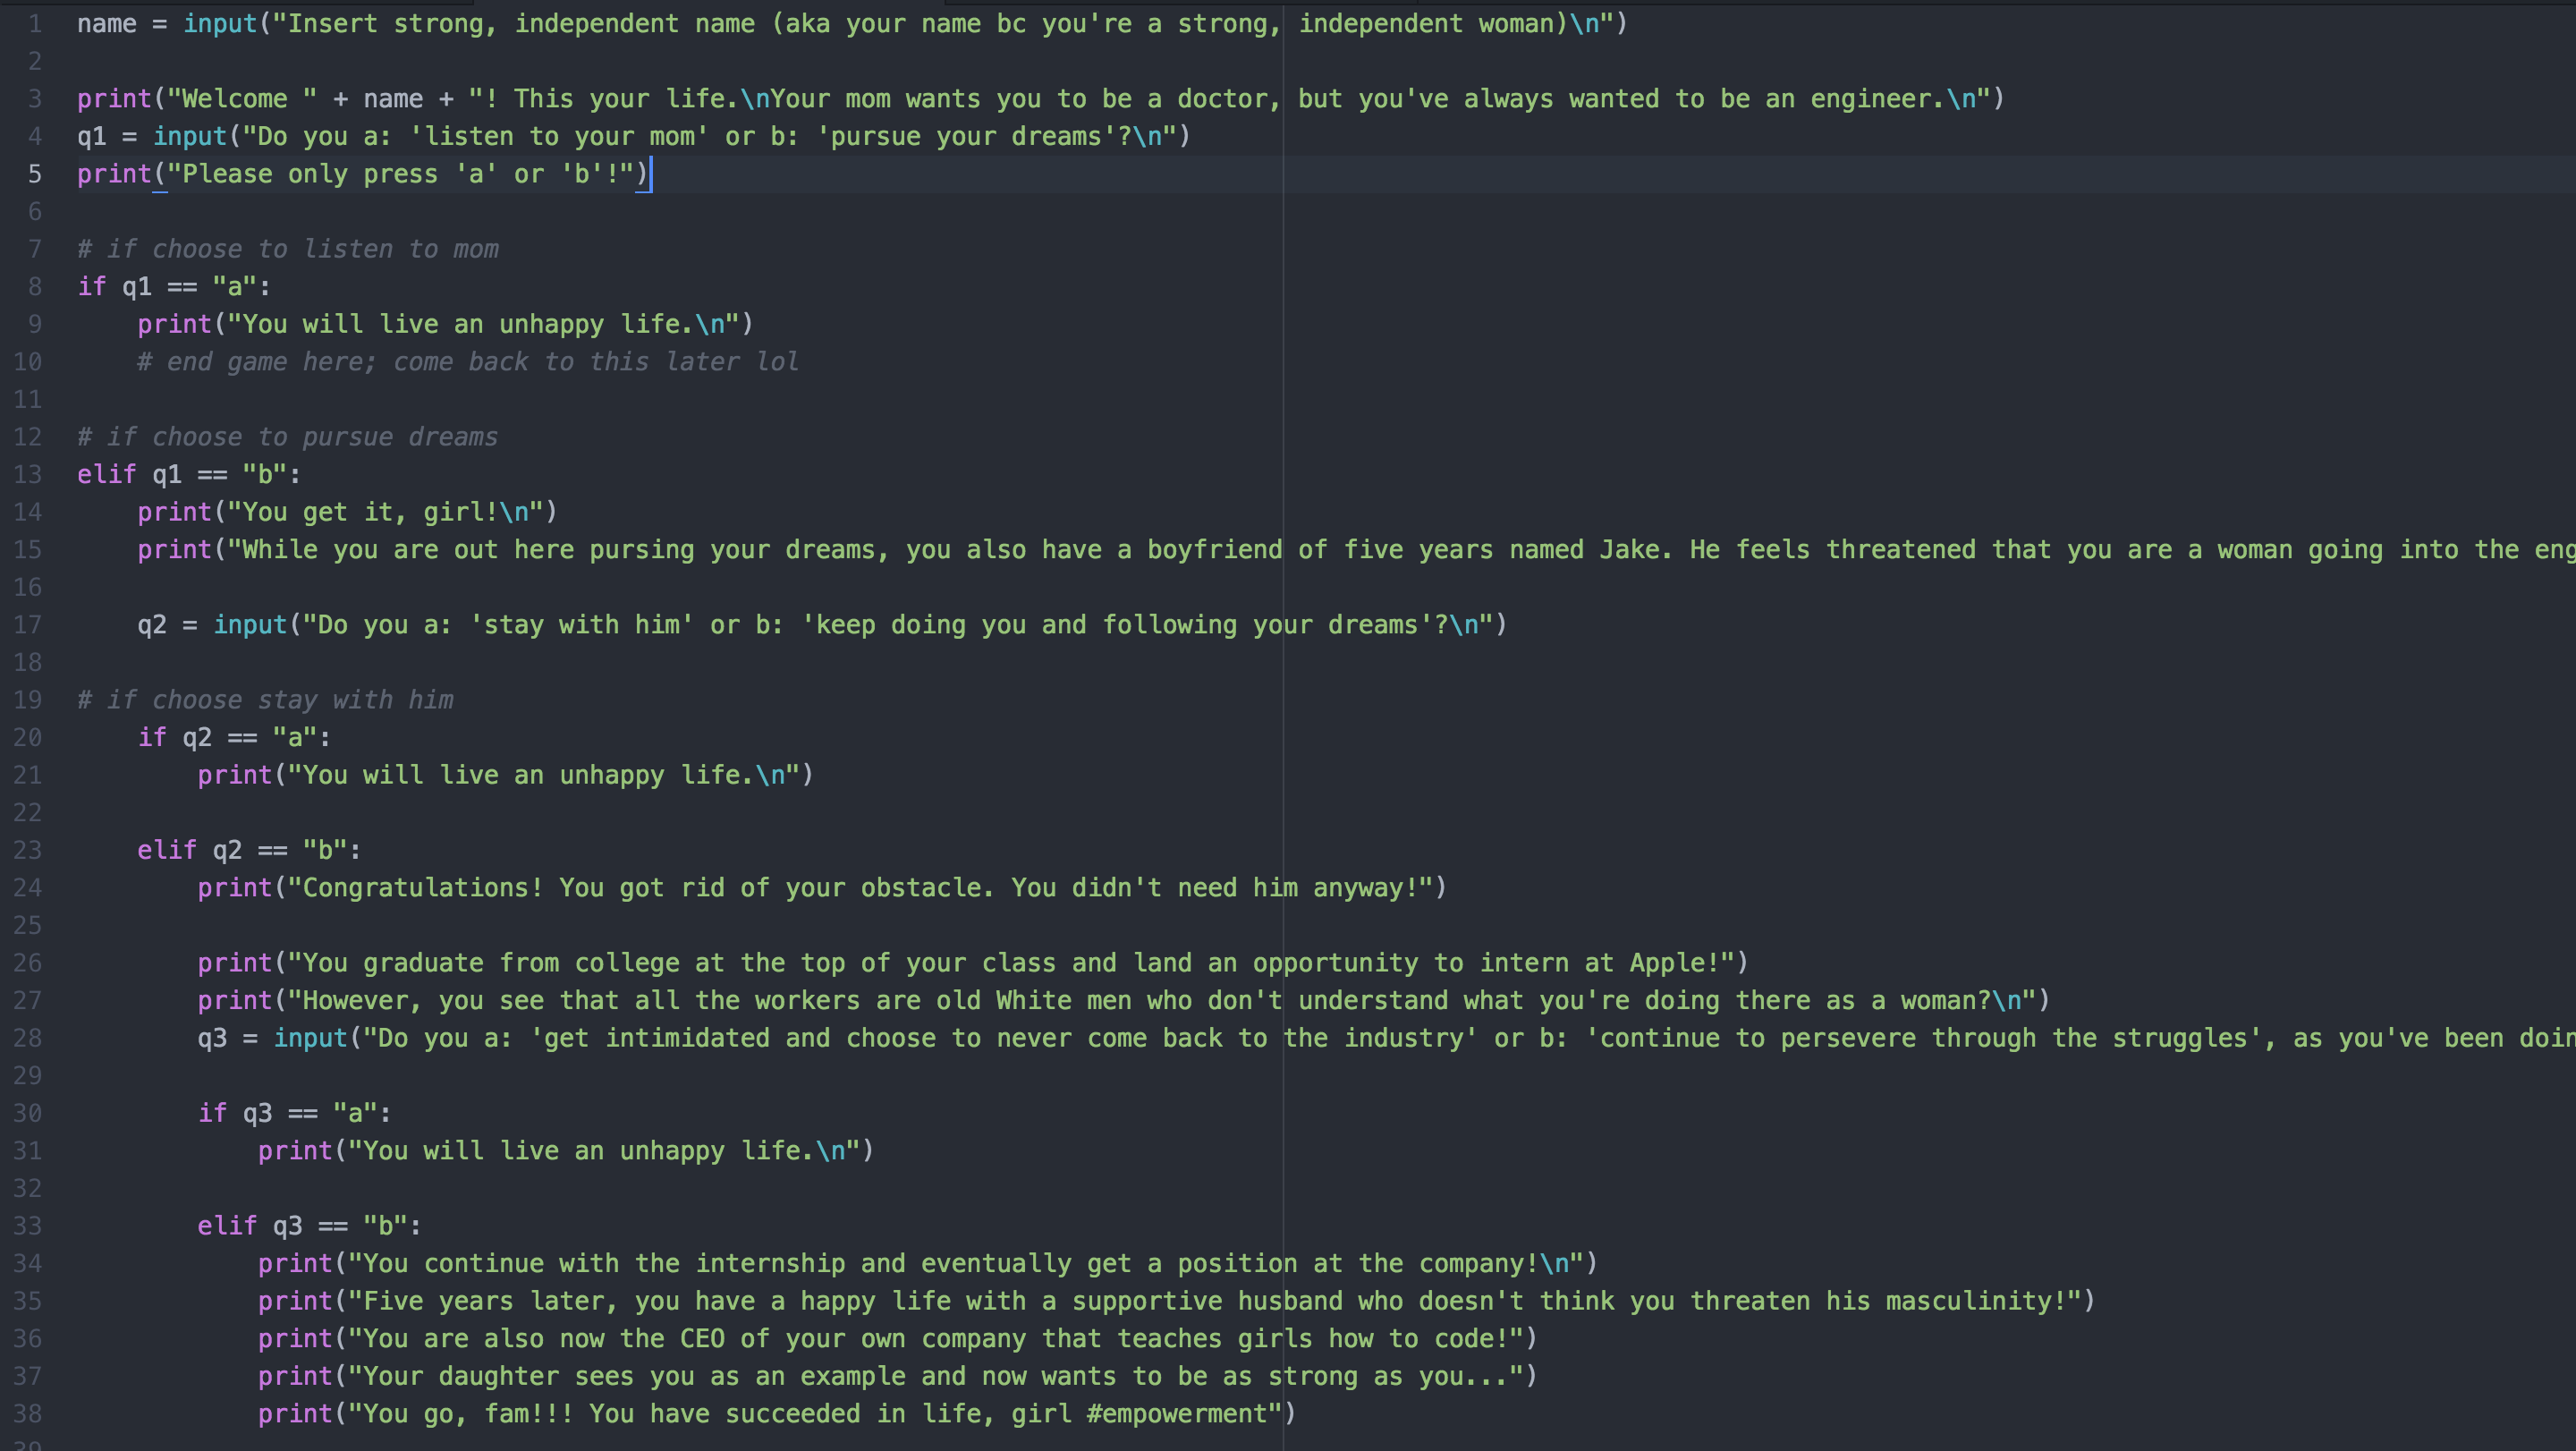 1 name = input("Insert strong, independent name (aka your name bc you're a strong, independent woman)\n")
2
3 print("Welcome " + name + "! This your life.\nYour mom wants you to be a doctor, but you've always wanted to be an engineer.\n")
4 q1 = input("Do you a: 'listen to your mom' or b: 'pursue your dreams'?\n")
5 print("Please only press 'a' or 'b'!")
6
7 # if choose to listen to mom
8 if q1 == "a":
9     print("You will live an unhappy life.\n")
10     # end game here; come back to this later lol
11
12 # if choose to pursue dreams
13 elif q1 == "b":
14     print("You get it, girl!\n")
15     print("While you are out here pursing your dreams, you also have a boyfriend of five years named Jake. He feels threatened that you are a woman going into the eng
16
17     q2 = input("Do you a: 'stay with him' or b: 'keep doing you and following your dreams'?\n")
18
19 # if choose stay with him
20     if q2 == "a":
21         print("You will live an unhappy life.\n")
22
23     elif q2 == "b":
24         print("Congratulations! You got rid of your obstacle. You didn't need him anyway!")
25
26         print("You graduate from college at the top of your class and land an opportunity to intern at Apple!")
27         print("However, you see that all the workers are old White men who don't understand what you're doing there as a woman?\n")
28         q3 = input("Do you a: 'get intimidated and choose to never come back to the industry' or b: 'continue to persevere through the struggles', as you've been doin
29
30         if q3 == "a":
31             print("You will live an unhappy life.\n")
32
33         elif q3 == "b":
34             print("You continue with the internship and eventually get a position at the company!\n")
35             print("Five years later, you have a happy life with a supportive husband who doesn't think you threaten his masculinity!")
36             print("You are also now the CEO of your own company that teaches girls how to code!")
37             print("Your daughter sees you as an example and now wants to be as strong as you...")
38             print("You go, fam!!! You have succeeded in life, girl #empowerment")
39